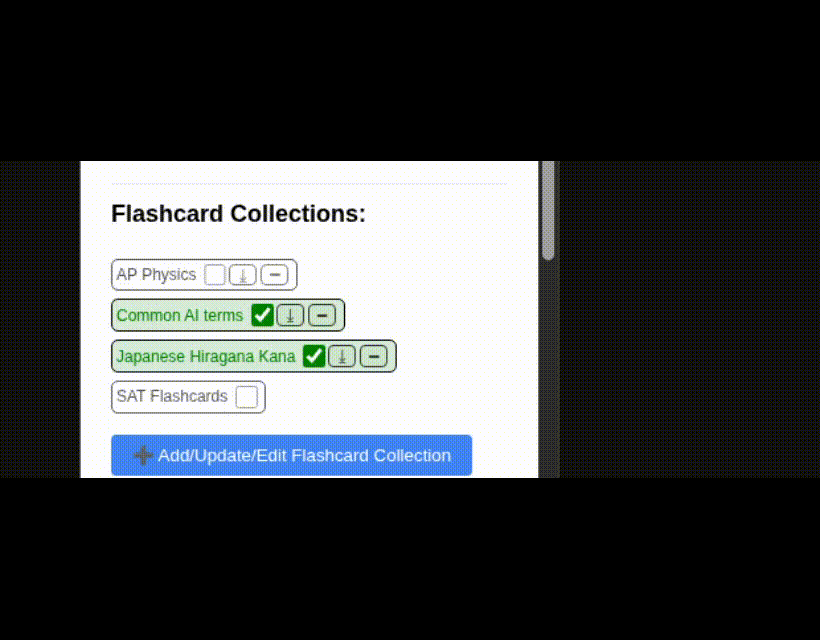 Flashcard Collections:
AP Physics
Common AI terms
Japanese Hiragana Kana
SAT Flashcards
Add/Update/Edit Flashcard Collection